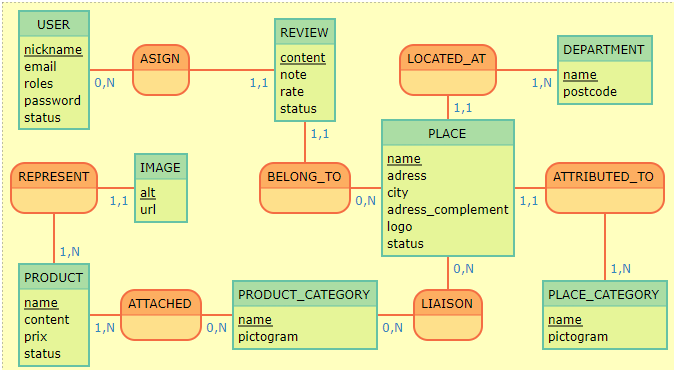 USER
nickname
email
roles
password
status
ASIGN
0,N
1,1
REVIEW
content
note
rate
status
LOCATED_AT
1,N
1,1
DEPARTMENT
name
postcode
1,1
PLACE
name
adress
city
adress_complement
logo
status
REPRESENT
1,1
IMAGE
alt
url
BELONG_TO
0,N
1,1
ATTRIBUTED_TO
1,N
0,N
1,N
PRODUCT
name
content
prix
status
ATTACHED
1,N
0,N
PRODUCT_CATEGORY
name
pictogram
LIAISON
0,N
PLACE_CATEGORY
name
pictogram